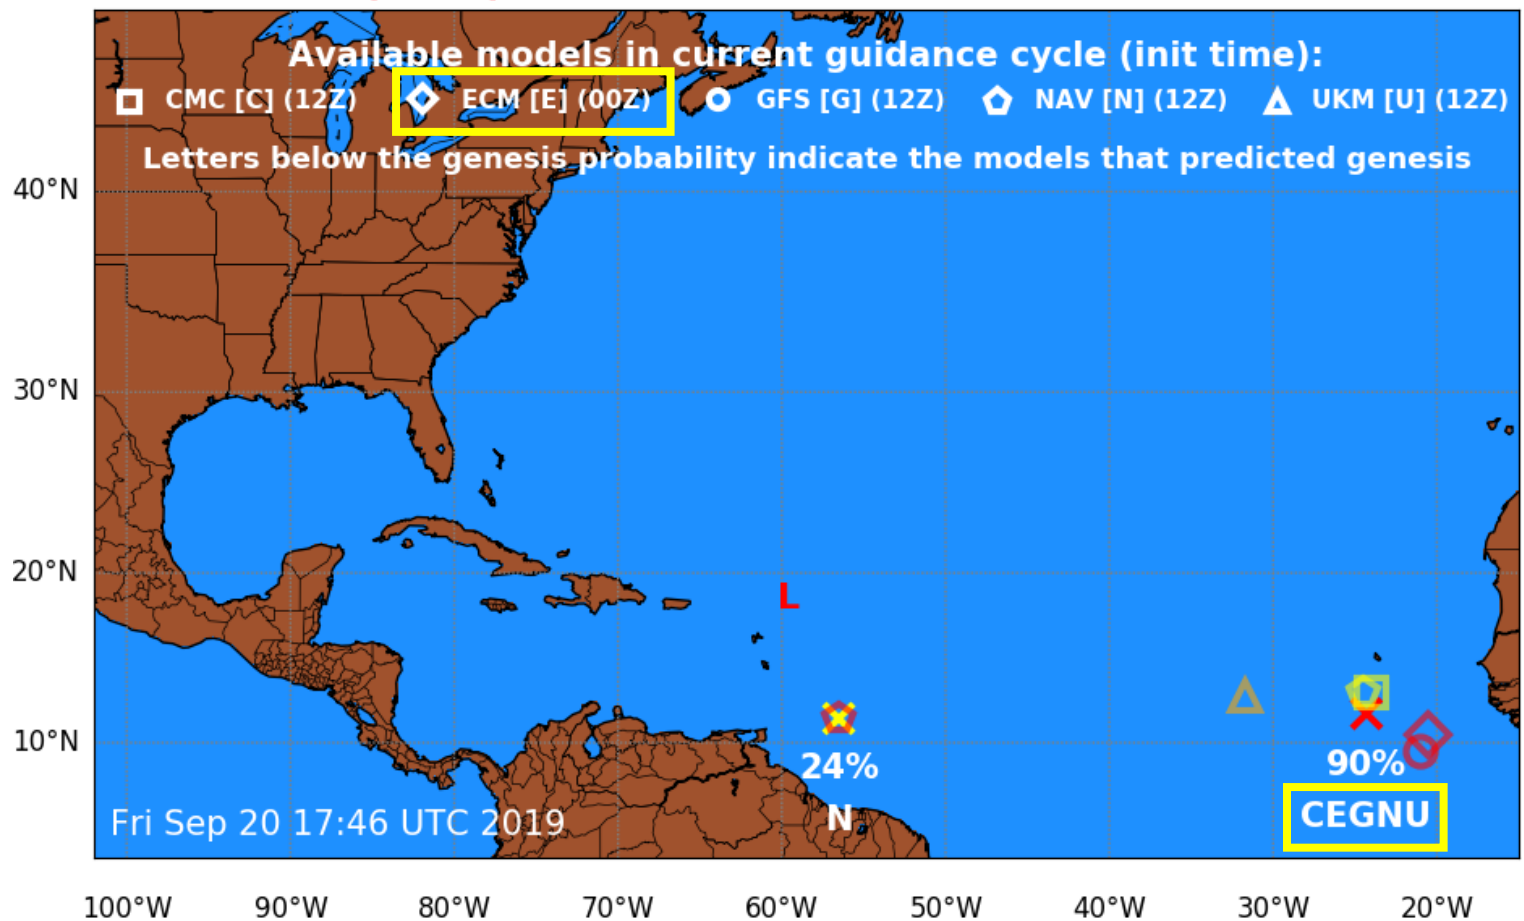 Available models in current guidance cycle (init time):
CMC [C] (12Z) ECM [E] (00Z) GFS [G] (12Z) NAV [N] (12Z) UKM [U] (12Z)
Letters below the genesis probability indicate the models that predicted genesis
40°N
30°N
20°N
L
10°N
24% 90%
N CEGNU
Fri Sep 20 17:46 UTC 2019
100°W 90°W 80°W 70°W 60°W 50°W 40°W 30°W 20°W